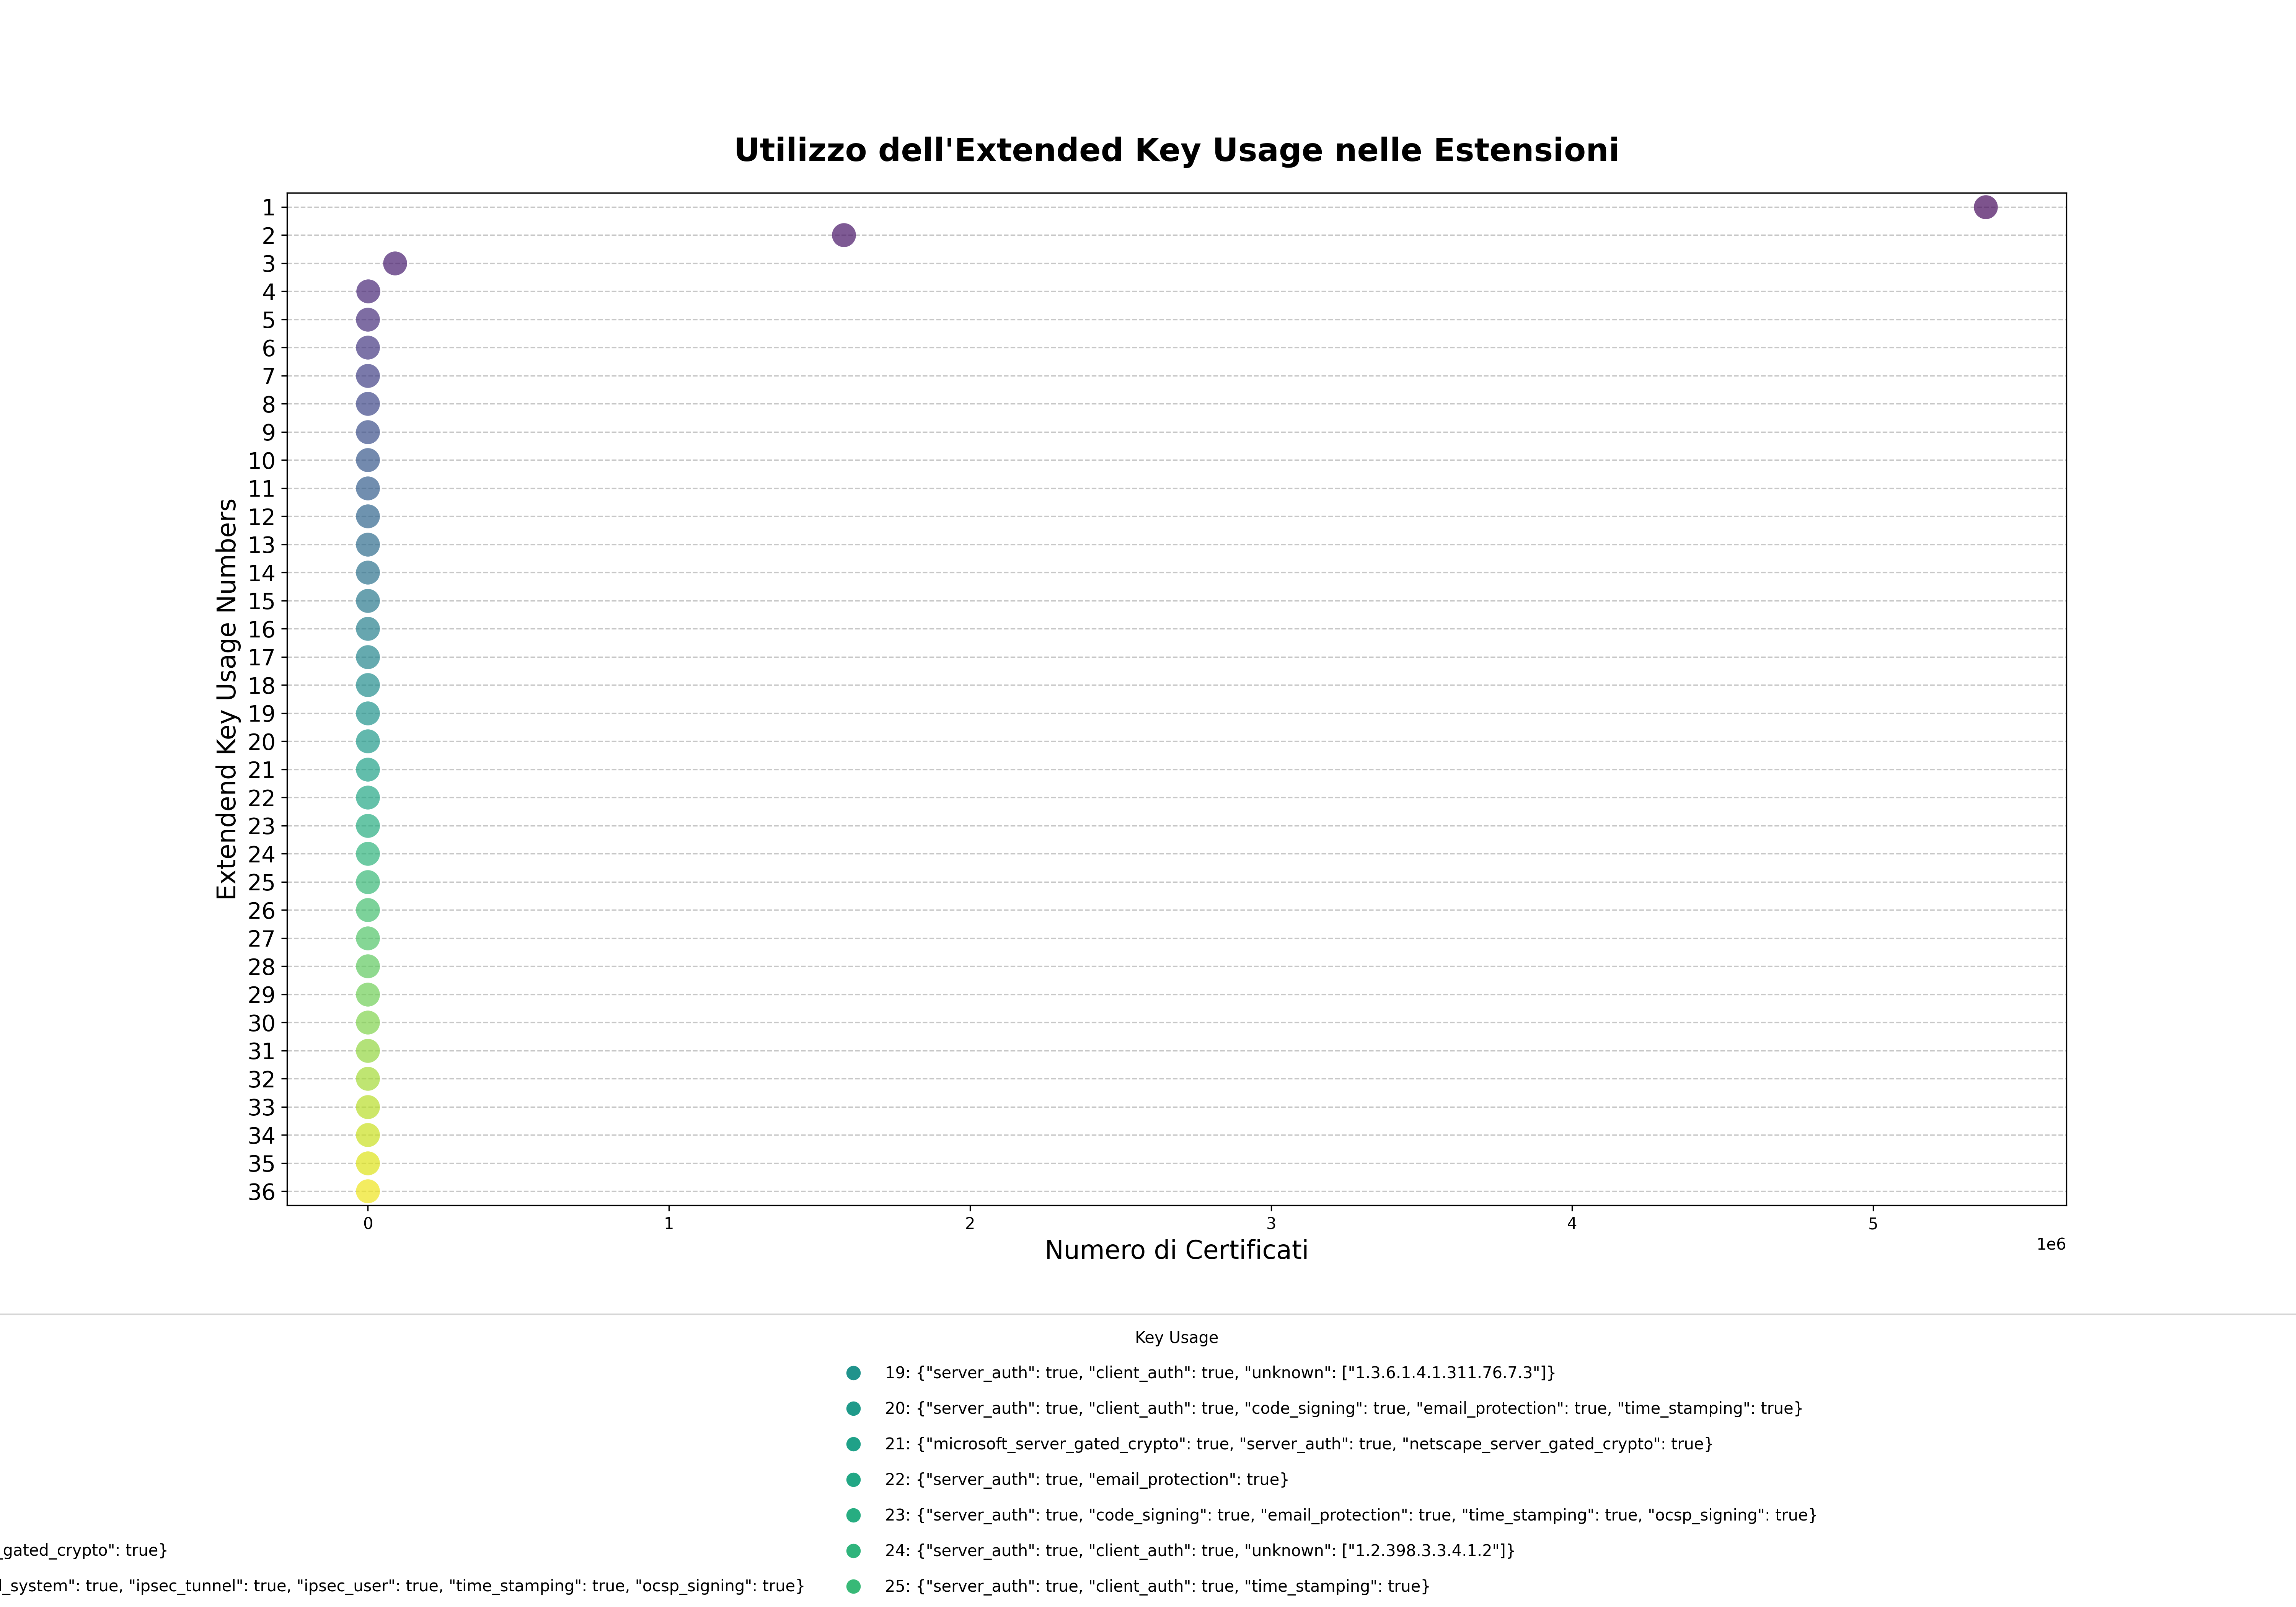 Utilizzo dell'Extended Key Usage nelle Estensioni
Extendend Key Usage Numbers
1
2
3
4
5
6
7
8
9
10
11
12
13
14
15
16
17
18
19
20
21
22
23
24
25
26
27
28
29
30
31
32
33
34
35
36
0 1 2 3 4 5
1e6
Numero di Certificati
Key Usage
19: {"server_auth": true, "client_auth": true, "unknown": ["1.3.6.1.4.1.311.76.7.3"]}
20: {"server_auth": true, "client_auth": true, "code_signing": true, "email_protection": true, "time_stamping": true}
21: {"microsoft_server_gated_crypto": true, "server_auth": true, "netscape_server_gated_crypto": true}
22: {"server_auth": true, "email_protection": true}
23: {"server_auth": true, "code_signing": true, "email_protection": true, "time_stamping": true, "ocsp_signing": true}
_gated_crypto": true}
24: {"server_auth": true, "client_auth": true, "unknown": ["1.2.398.3.3.4.1.2"]}
_system": true, "ipsec_tunnel": true, "ipsec_user": true, "time_stamping": true, "ocsp_signing": true}
25: {"server_auth": true, "client_auth": true, "time_stamping": true}